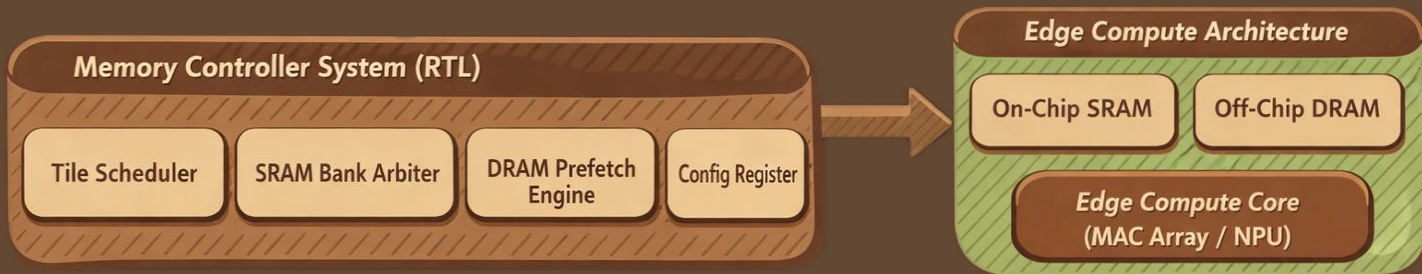 Memory Controller System (RTL)
Tile Scheduler
SRAM Bank Arbiter
DRAM Prefetch
Engine
Config Register
Edge Compute Architecture
On-Chip SRAM
Off-Chip DRAM
Edge Compute Core
(MAC Array / NPU)